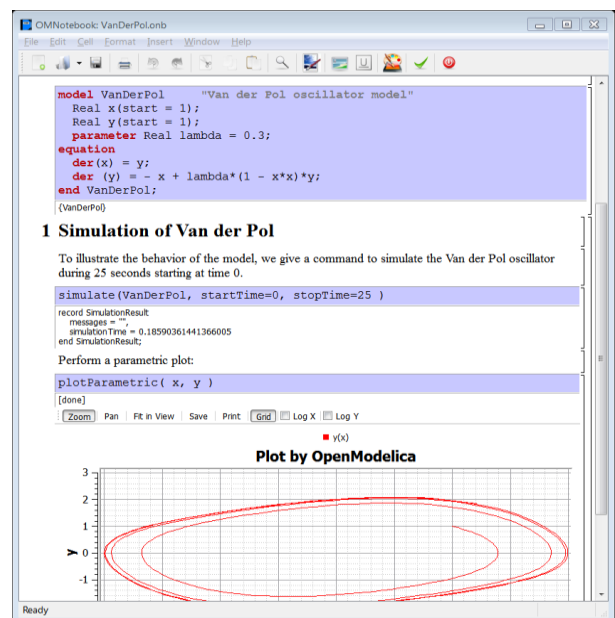 OMNotebook: VanDerPol.onb
File Edit Cell Format Insert Window Help
model VanDerPol "Van der Pol oscillator model"
Real x(start = 1);
Real y(start = 1);
parameter Real lambda = 0.3;
equation
der(x) = y;
der (y) = - x + lambda*(1 - x*x)*y;
end VanDerPol;
{VanDerPol}
1 Simulation of Van der Pol
To illustrate the behavior of the model, we give a command to simulate the Van der Pol oscillator
during 25 seconds starting at time 0.
simulate(VanDerPol, startTime=0, stopTime=25 )
record SimulationResult
messages = "",
simulationTime = 0.18590361441366005
end SimulationResult;
Perform a parametric plot:
plotParametric( x, y )
[done]
Zoom Pan Fit in View Save Print Grid Log X Log Y
y(x)
Plot by OpenModelica
3
2
1
y 0
-1
Ready